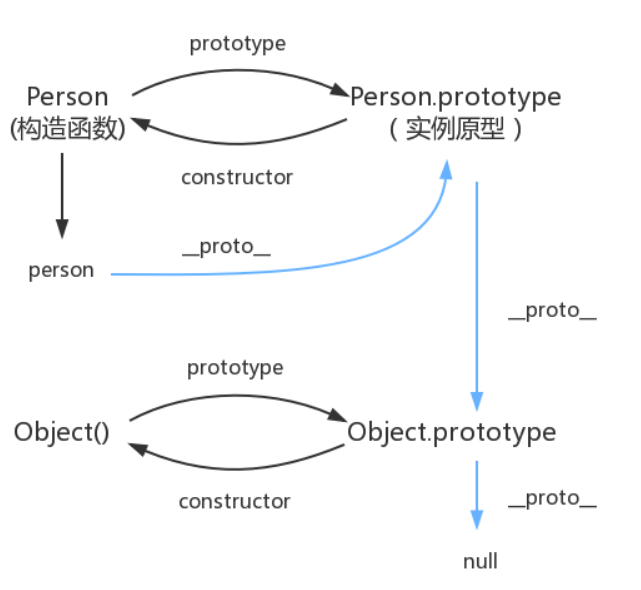 prototype
Person
Person.prototype
(构造函数)
（实例原型）
constructor
__proto__
person
__proto__
prototype
Object()
Object.prototype
constructor
__proto__
null